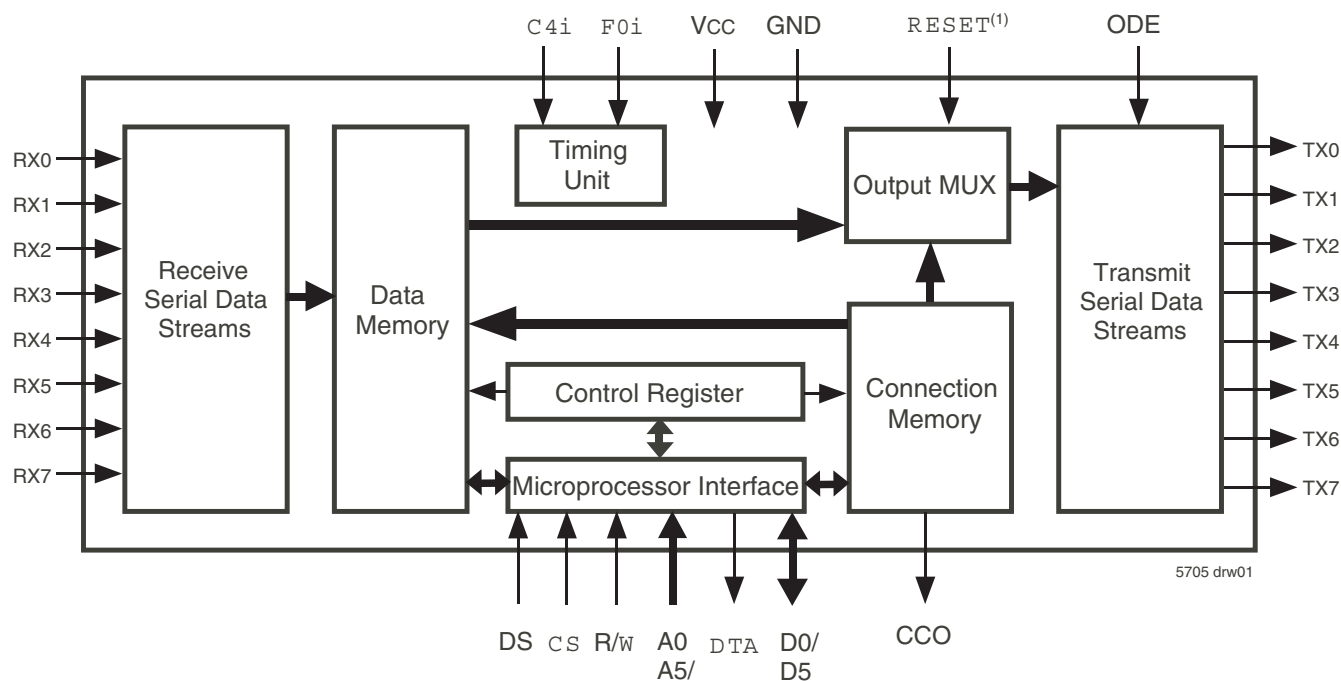 C4i F0i Vcc GND RESET(1) ODE
RX0
RX1
RX2
RX3
RX4
RX5
RX6
RX7
Receive
Serial Data
Streams
Data
Memory
Timing
Unit
Output MUX
Control Register
Microprocessor Interface
Connection
Memory
Transmit
Serial Data
Streams
TX0
TX1
TX2
TX3
TX4
TX5
TX6
TX7
5705 drw01
DS CS R/W A0 DTA D0/ CCO
A5/ D5